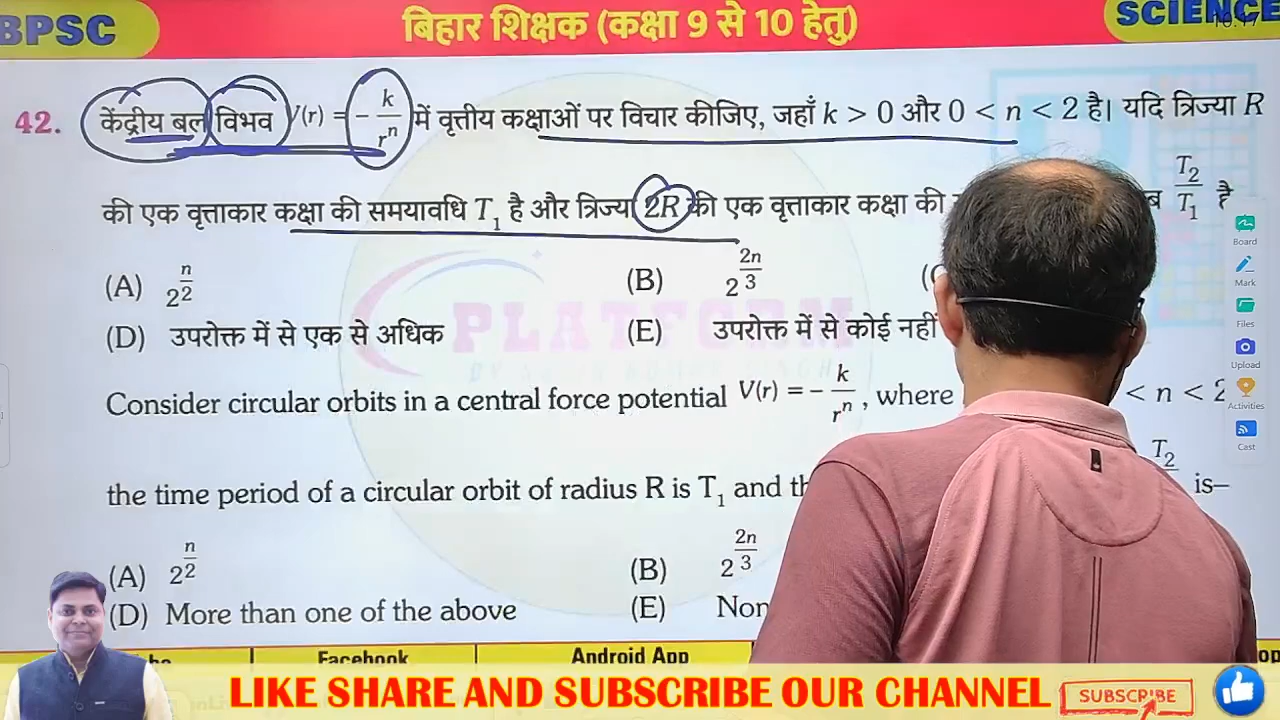 BPSC
बिहार शिक्षक (कक्षा 9 से 10 हेतु)
SCIENCE
42. केंद्रीय बल विभव V(r) = - k/r^n में वृत्तीय कक्षाओं पर विचार कीजिए, जहाँ k > 0 और 0 < n < 2 है। यदि त्रिज्या R
की एक वृत्ताकार कक्षा की समयावधि T₁ है और त्रिज्या 2R की एक वृत्ताकार कक्षा की T₂/T₁ है
(A) 2^(n/2) (B) 2^(2n/3)
(D) उपरोक्त में से एक से अधिक (E) उपरोक्त में से कोई नहीं
PLATFORM
Consider circular orbits in a central force potential V(r) = - k/r^n, where < n < 2
the time period of a circular orbit of radius R is T₁ and T₂ is–
(A) 2^(n/2) (B) 2^(2n/3)
(D) More than one of the above (E)
Board
Mark
Files
Upload
Activities
Cast
Facebook Android App
LIKE SHARE AND SUBSCRIBE OUR CHANNEL SUBSCRIBE